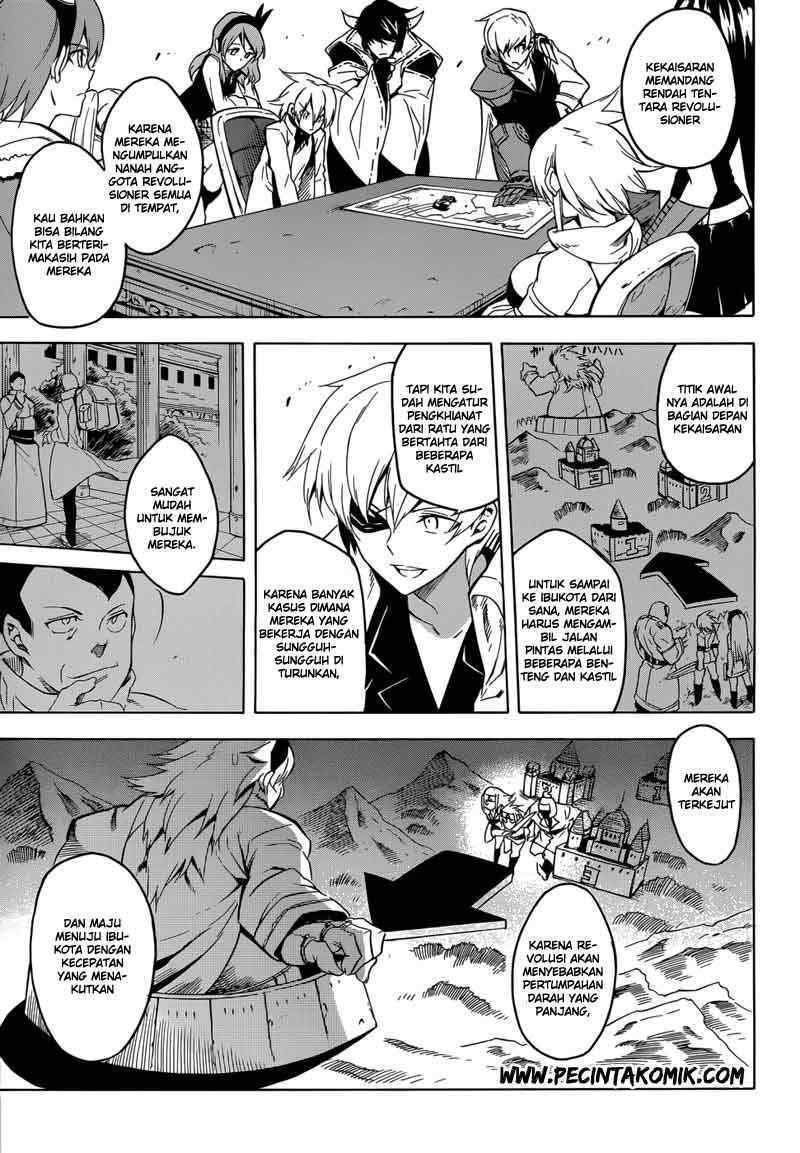 KEKAISARAN
MEMANDANG
RENDAH TEN-
TARA REVOLU-
SIONER
KARENA
MEREKA ME-
NGUMPULKAN
NANAH ANG-
GOTA REVOLU-
SIONER SEMUA
DI TEMPAT,
KAU BAHKAN
BISA BILANG
KITA BERTERI-
MAKASIH PADA
MEREKA
TITIK AWAL
NYA ADALAH DI
BAGIAN DEPAN
KEKAISARAN
3
2
1
UNTUK SAMPAI
KE IBUKOTA DARI
SANA, MEREKA
HARUS MENGAM-
BIL JALAN
PINTAS MELALUI
BEBERAPA BEN-
TENG DAN KASTIL
TAPI KITA SU-
DAH MENGATUR
PENGKHIANAT
DARI RATU YANG
BERTAHTA DARI
BEBERAPA
KASTIL
KARENA BANYAK
KASUS DIMANA
MEREKA YANG
BEKERJA DENGAN
SUNGGUH-
SUNGGUH DI
TURUNKAN,
SANGAT
MUDAH
UNTUK MEM-
BUJUK
MEREKA.
MEREKA
AKAN
TERKEJUT
KARENA RE-
VOLUSI AKAN
MENYEBABKAN
PERTUMPAHAN
DARAH YANG
PANJANG,
DAN MAJU
MENUJU IBU-
KOTA DENGAN
KECEPATAN
YANG MENA-
KUTKAN
WWW.PECINTAKOMIK.COM